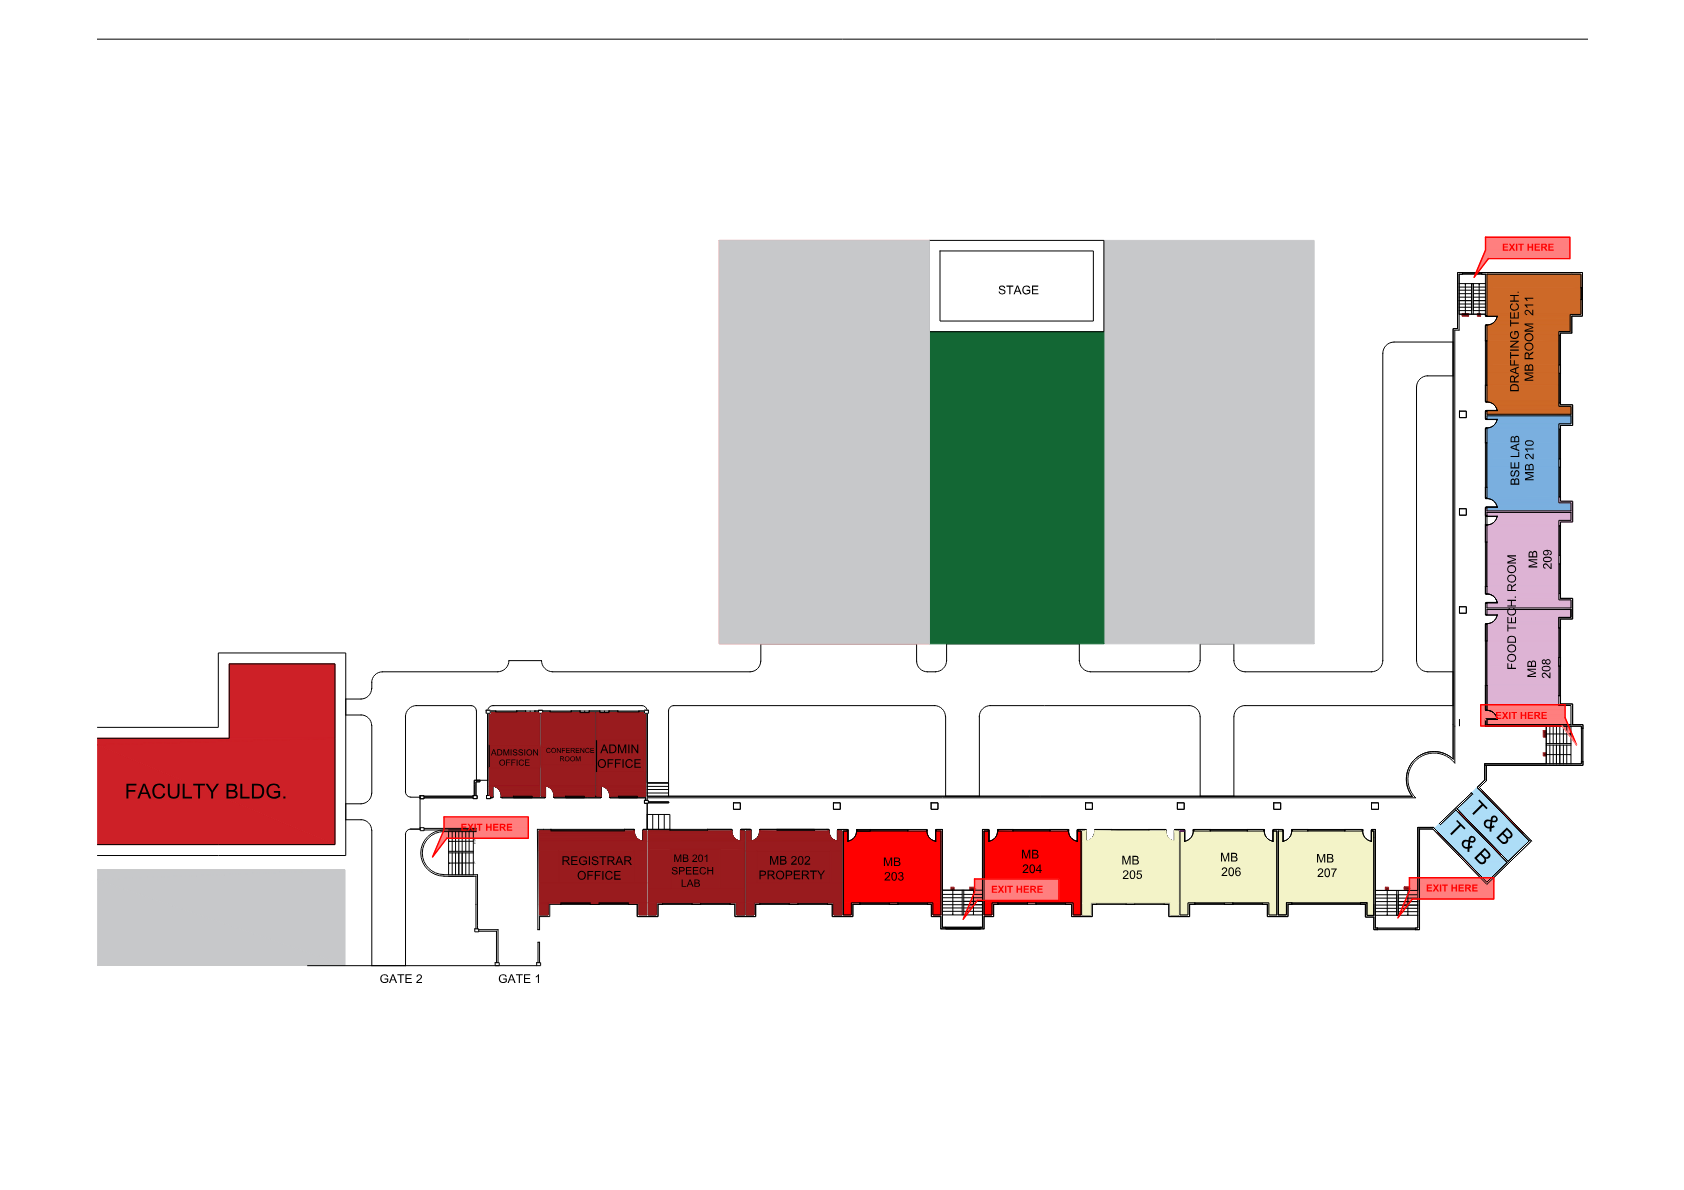 EXIT HERE
STAGE
DRAFTING TECH.
MB ROOM 211
BSE LAB
MB 210
FOOD TECH. ROOM
MB
209
MB
208
EXIT HERE
ADMISSION
OFFICE
CONFERENCE
ROOM
ADMIN
OFFICE
FACULTY BLDG.
EXIT HERE
T & B
T & B
REGISTRAR
OFFICE
MB 201
SPEECH
LAB
MB 202
PROPERTY
MB
203
MB
204
MB
205
MB
206
MB
207
EXIT HERE
EXIT HERE
GATE 2
GATE 1